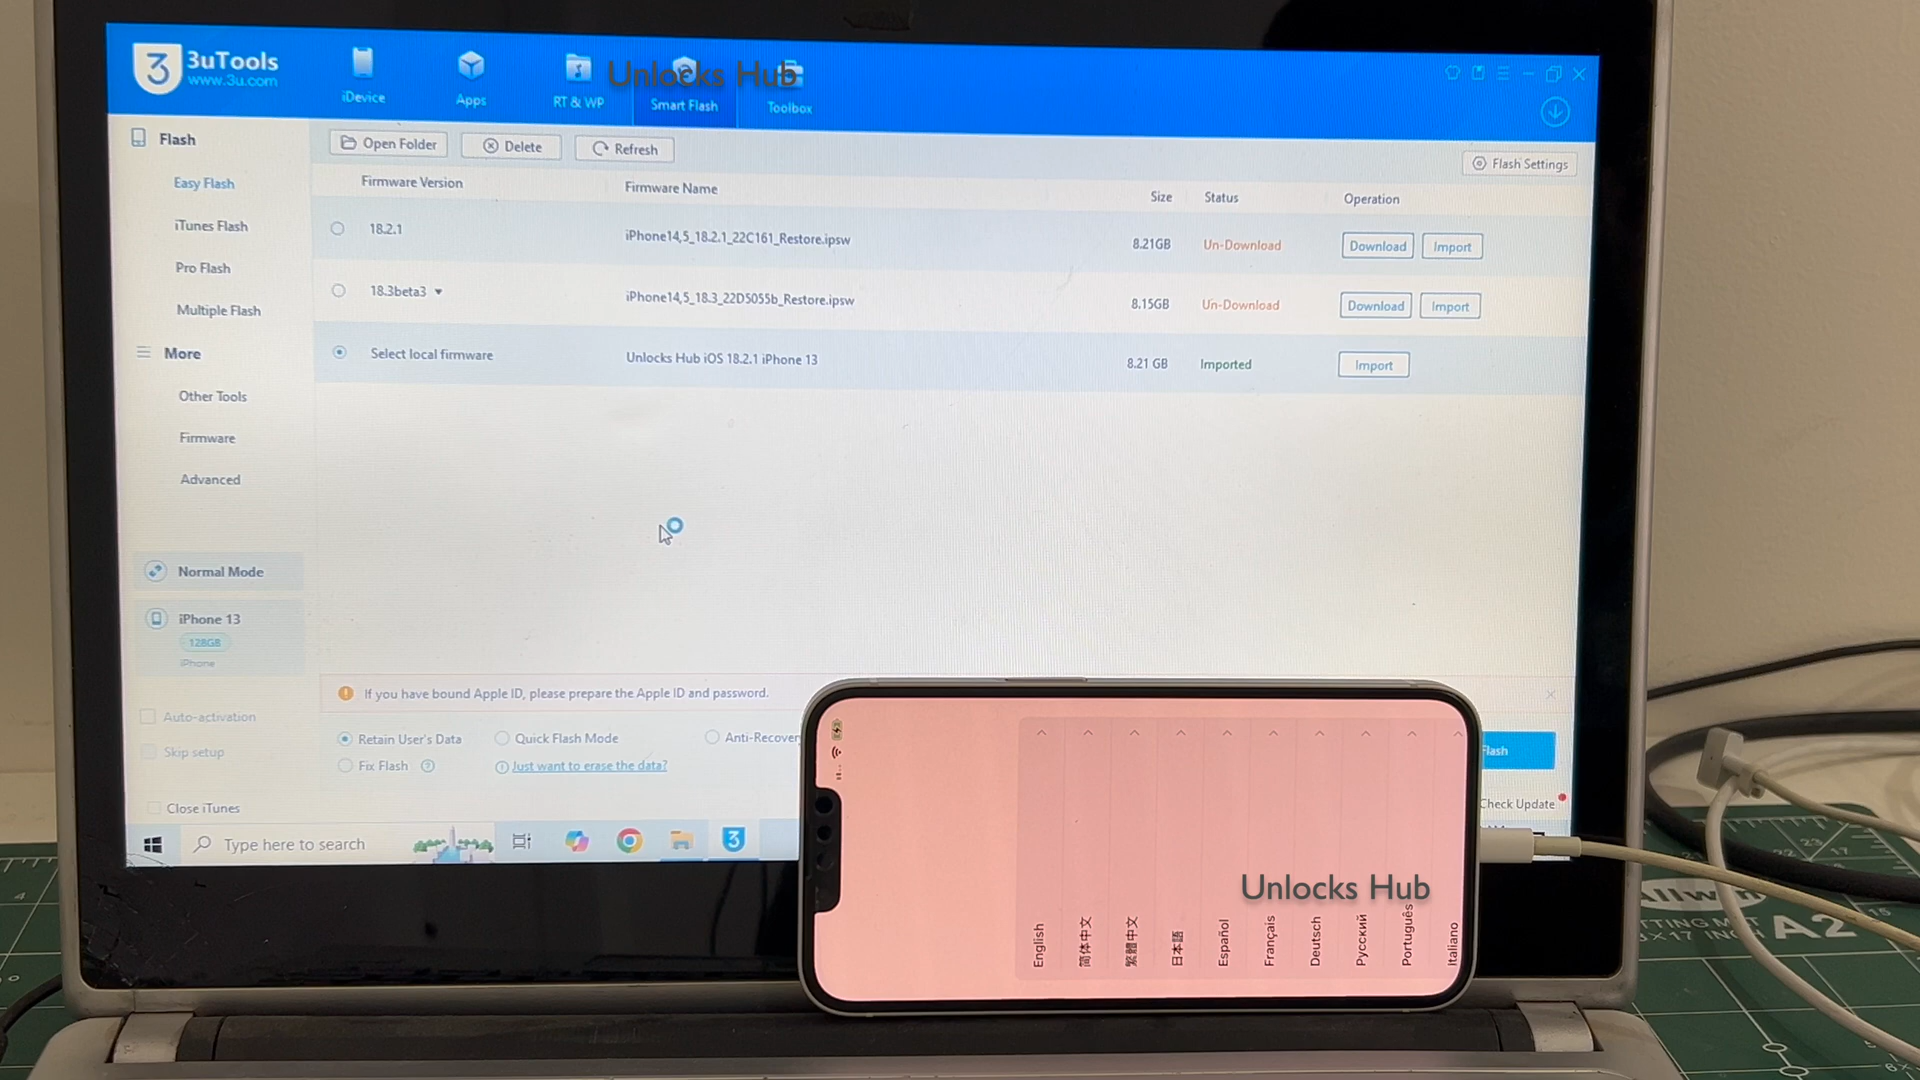 3uTools
www.3u.com
iDevice
Apps
RT & WP
Smart Flash
Toolbox
Unlocks Hub
Flash
Easy Flash
iTunes Flash
Pro Flash
Multiple Flash
More
Other Tools
Firmware
Advanced
Normal Mode
iPhone 13
128GB
iPhone
Auto-activation
Skip setup
Close iTunes
Open Folder
Delete
Refresh
Flash Settings
Firmware Version Firmware Name Size Status Operation
18.2.1 iPhone14,5_18.2.1_22C161_Restore.ipsw 8.21GB Un-Download Download Import
18.3beta3 iPhone14,5_18.3_22D5055b_Restore.ipsw 8.15GB Un-Download Download Import
Select local firmware Unlocks Hub iOS 18.2.1 iPhone 13 8.21 GB Imported Import
If you have bound Apple ID, please prepare the Apple ID and password.
Retain User's Data Quick Flash Mode Anti-Recovery
Fix Flash Just want to erase the data?
Flash
Check Update
Type here to search
English
简体中文
繁體中文
日本語
Español
Français
Deutsch
Русский
Português
Italiano
Unlocks Hub
A2